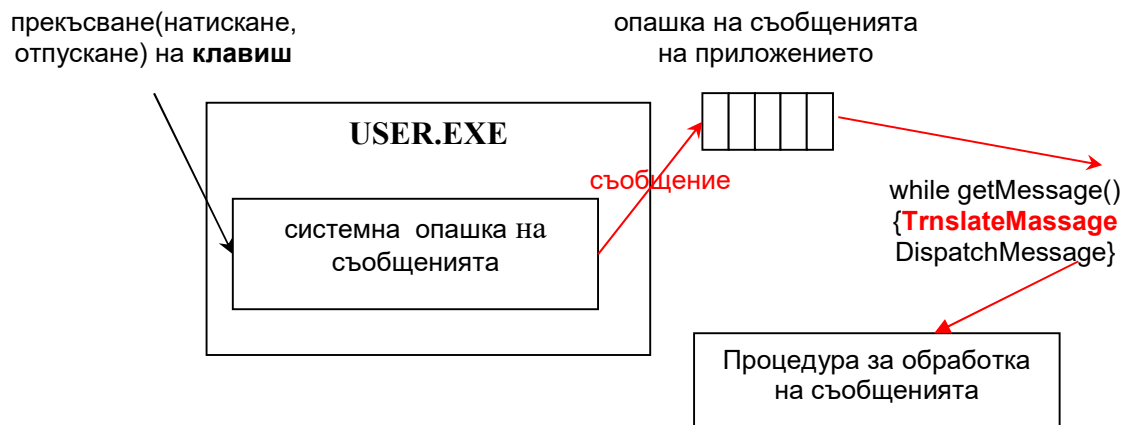 прекъсване(натискане,
отпускане) на клавиш
опашка на съобщенията
на приложението
USER.EXE
съобщение
системна опашка на
съобщенията
while getMessage()
{TrnslateMassage
DispatchMessage}
Процедура за обработка
на съобщенията